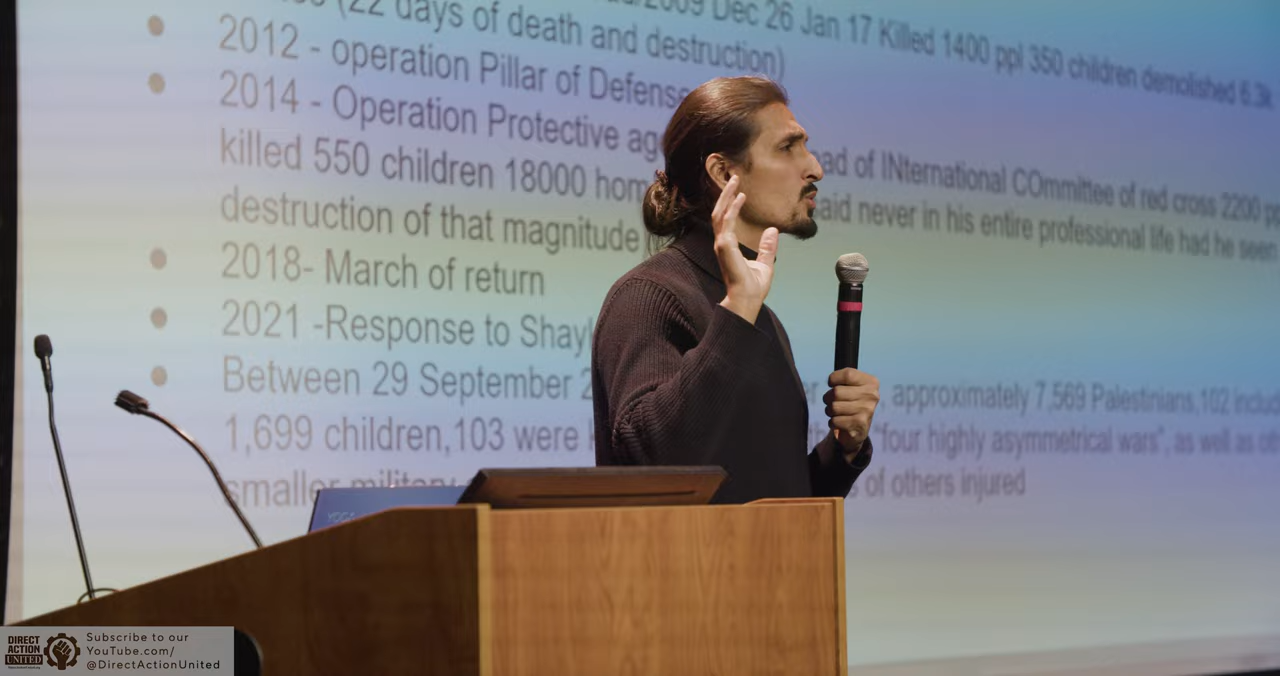 (22 days of death and destruction)
2009 Dec 26 Jan 17 Killed 1400 ppl 350 children demolished 6.3k
2012 - operation Pillar of Defense
2014 - Operation Protective of INternational COmmittee of red cross 2200
killed 550 children 18000 never in his entire professional life had he seen
destruction of that magnitude
2018- March of return
2021 -Response to
Between 29 September approximately 7,569 Palestinians,102
1,699 children,103 were "four highly asymmetrical wars", as well as
smaller military of others injured
YOGA
DIRECT
ACTION
UNITED
Subscribe to our
YouTube.com/
@DirectActionUnited